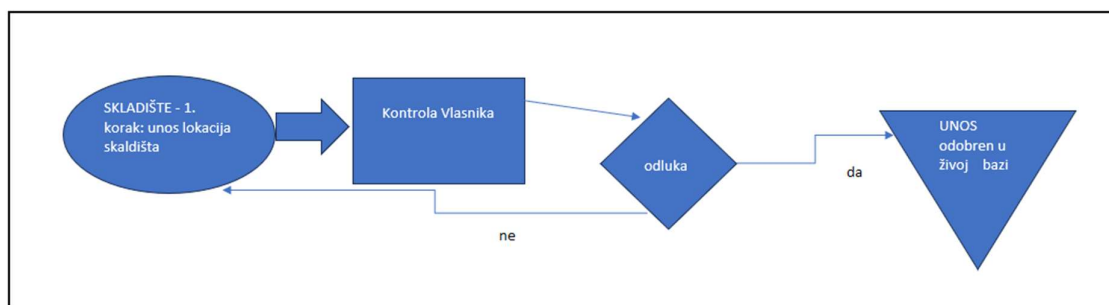 SKLADIŠTE - 1.
korak: unos lokacija
skaldišta
Kontrola Vlasnika
odluka
da
ne
UNOS
odobren u
živoj bazi